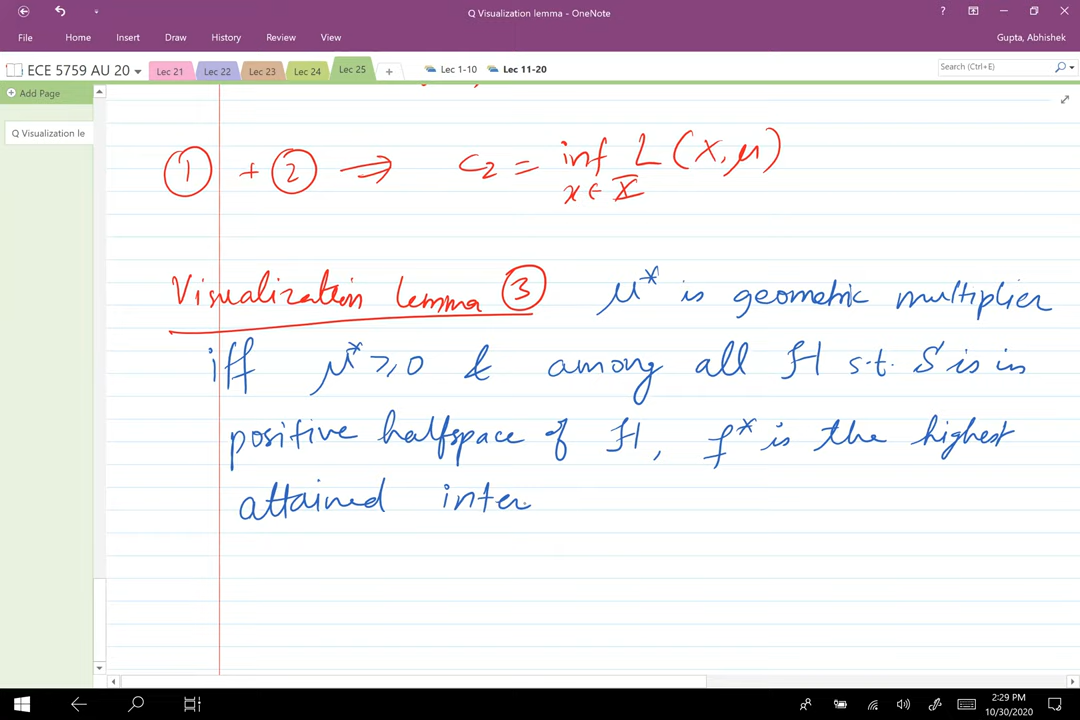 Q Visualization lemma - OneNote
? Gupta, Abhishek
File Home Insert Draw History Review View
ECE 5759 AU 20 Lec 21 Lec 22 Lec 23 Lec 24 Lec 25 + Lec 1-10 Lec 11-20 Search (Ctrl+E)
+ Add Page
Q Visualization le
① + ② ⟹ c₂ = inf L(x, μ)
x ∈ X
Visualization lemma ③ μ* is geometric multiplier
iff μ* ≥ 0 & among all H s.t. S is in
positive halfspace of H, f* is the highest
attained inter
2:29 PM
10/30/2020